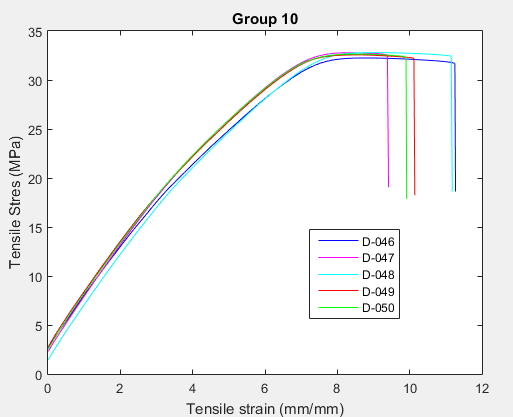 Group 10
Tensile Stres (MPa)
35
30
25
20
15
10
5
0
0 2 4 6 8 10 12
Tensile strain (mm/mm)
D-046
D-047
D-048
D-049
D-050